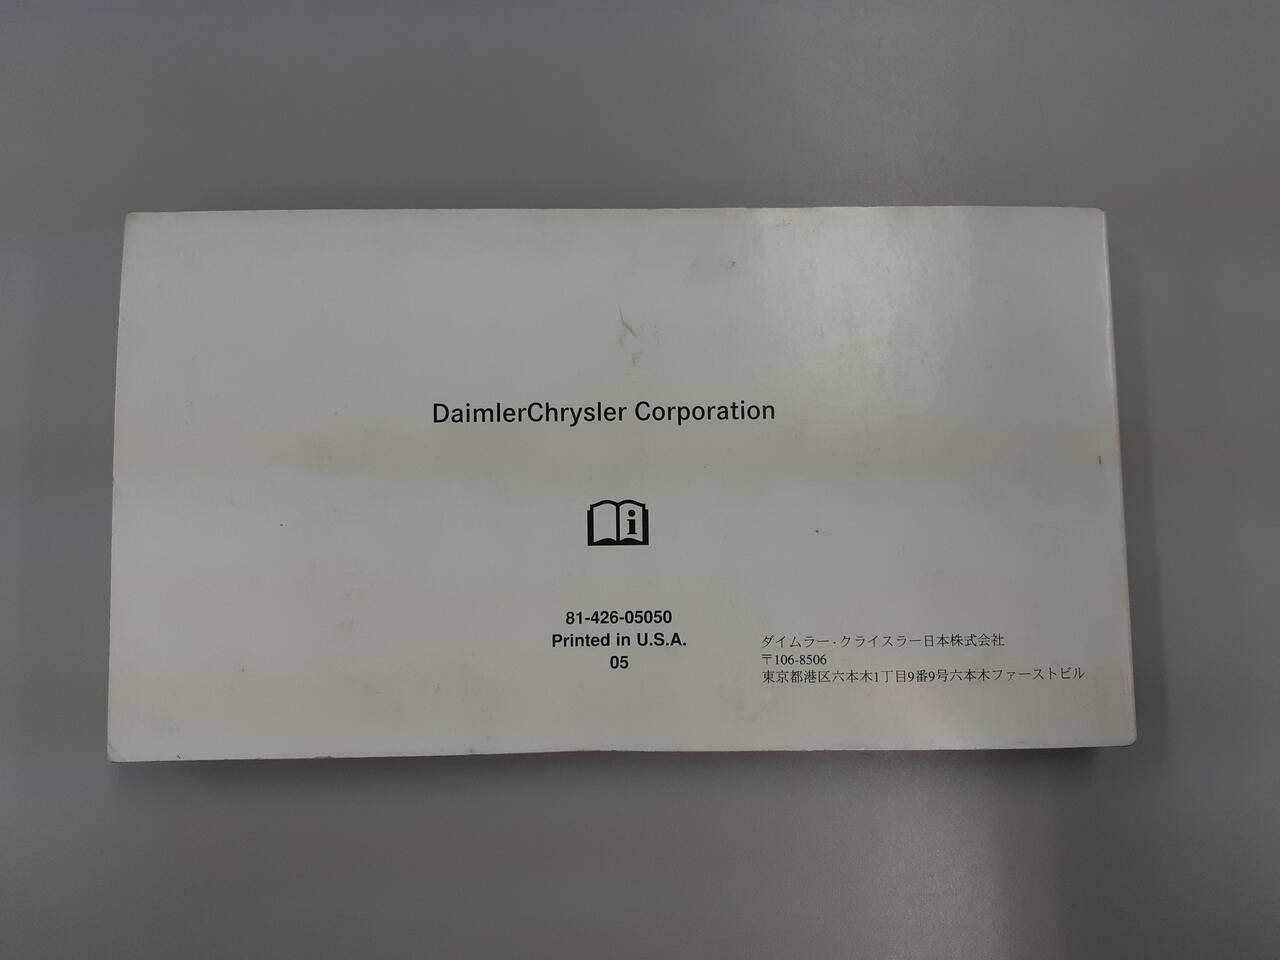 DaimlerChrysler Corporation
i
81-426-05050
Printed in U.S.A.
05
ダイムラー・クライスラー日本株式会社
〒106-8506
東京都港区六本木1丁目9番9号六本木ファーストビル